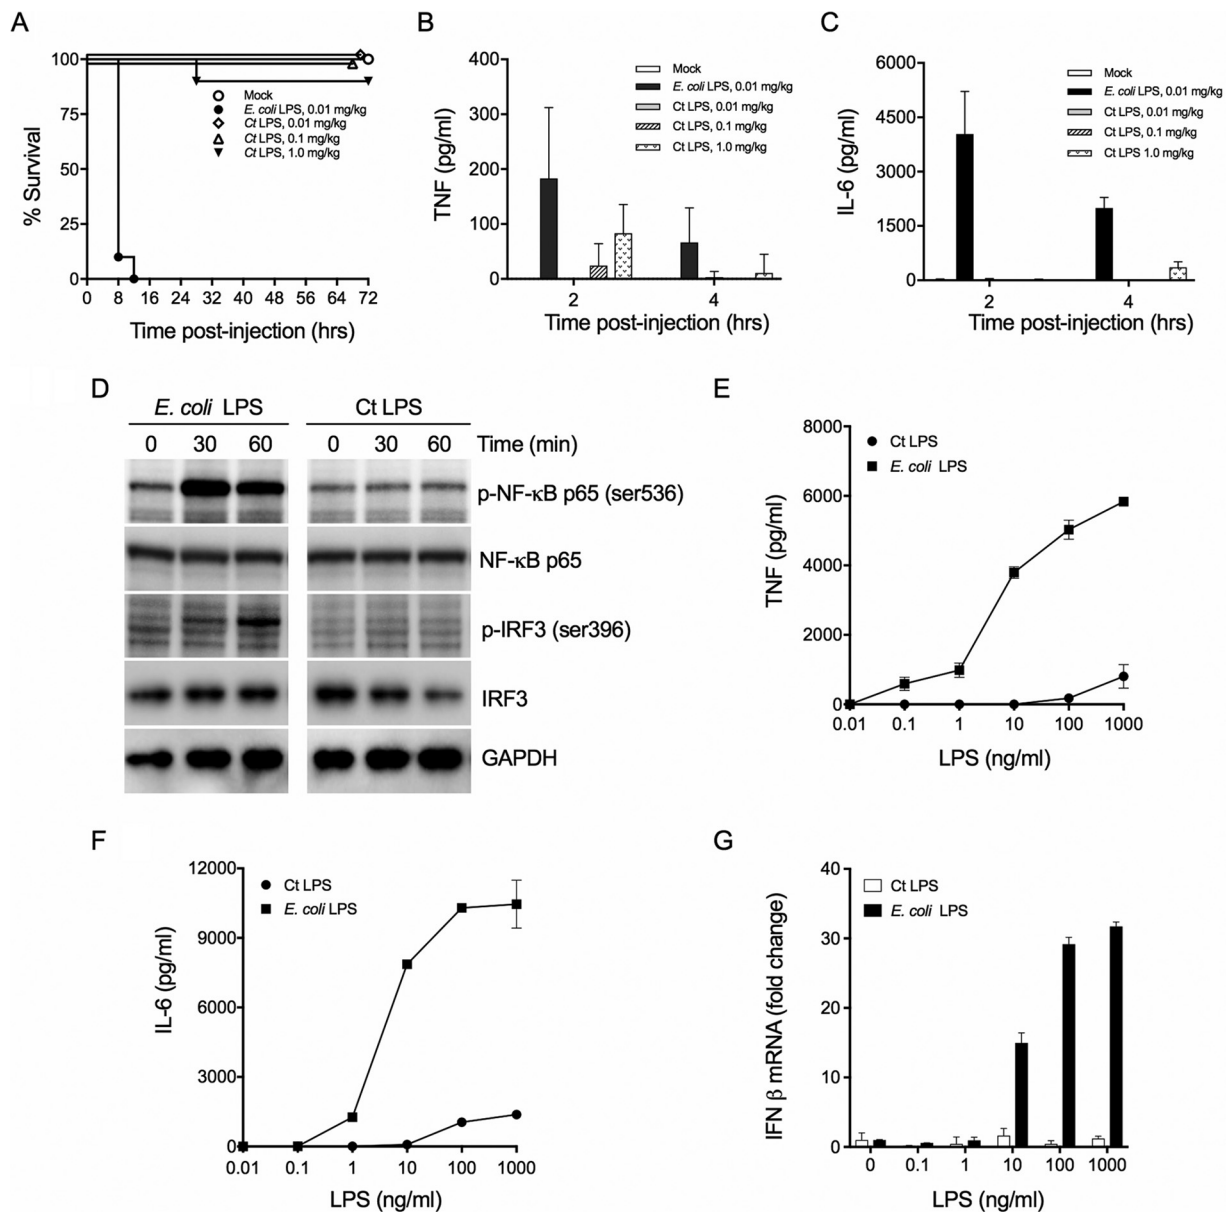 A
% Survival
100
75
50
25
0
0 8 16 24 32 40 48 56 64 72
Time post-injection (hrs)
Mock
E. coli LPS, 0.01 mg/kg
Ct LPS, 0.01 mg/kg
Ct LPS, 0.1 mg/kg
Ct LPS, 1.0 mg/kg
B
TNF (pg/ml)
400
300
200
100
0
2 4
Time post-injection (hrs)
Mock
E. coli LPS, 0.01 mg/kg
Ct LPS, 0.01 mg/kg
Ct LPS, 0.1 mg/kg
Ct LPS, 1.0 mg/kg
C
IL-6 (pg/ml)
6000
4500
3000
1500
0
2 4
Time post-injection (hrs)
Mock
E. coli LPS, 0.01 mg/kg
Ct LPS, 0.01 mg/kg
Ct LPS, 0.1 mg/kg
Ct LPS 1.0 mg/kg
D
E. coli LPS Ct LPS
0 30 60 0 30 60 Time (min)
p-NF-κB p65 (ser536)
NF-κB p65
p-IRF3 (ser396)
IRF3
GAPDH
E
TNF (pg/ml)
8000
6000
4000
2000
0
0.01 0.1 1 10 100 1000
LPS (ng/ml)
Ct LPS
E. coli LPS
F
IL-6 (pg/ml)
12000
9000
6000
3000
0
0.01 0.1 1 10 100 1000
LPS (ng/ml)
Ct LPS
E. coli LPS
G
IFN β mRNA (fold change)
40
30
20
10
0
0 0.1 1 10 100 1000
LPS (ng/ml)
Ct LPS
E. coli LPS